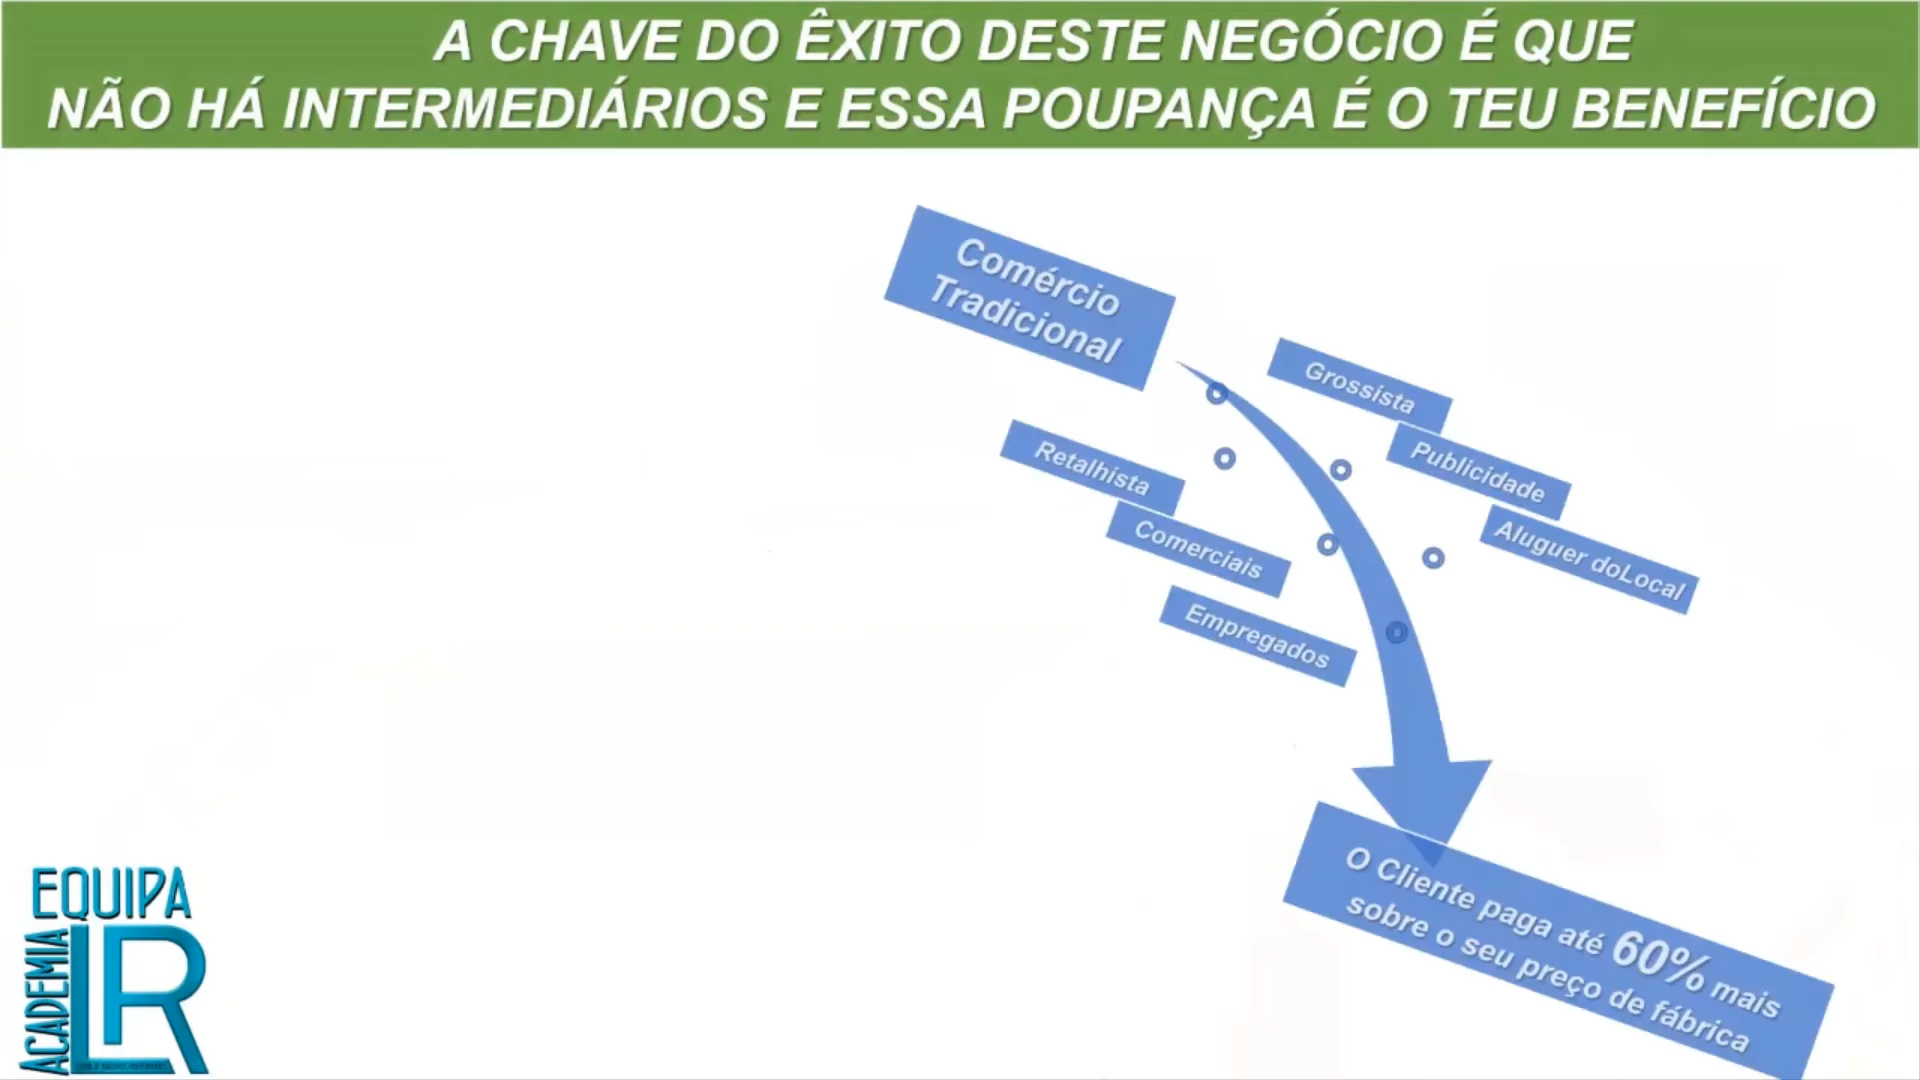 A CHAVE DO ÊXITO DESTE NEGÓCIO É QUE
NÃO HÁ INTERMEDIÁRIOS E ESSA POUPANÇA É O TEU BENEFÍCIO
Comércio
Tradicional
Grossista
Publicidade
Aluguer doLocal
Retalhista
Comerciais
Empregados
O Cliente paga até 60% mais
sobre o seu preço de fábrica
EQUIPA
ACADEMIA
LR